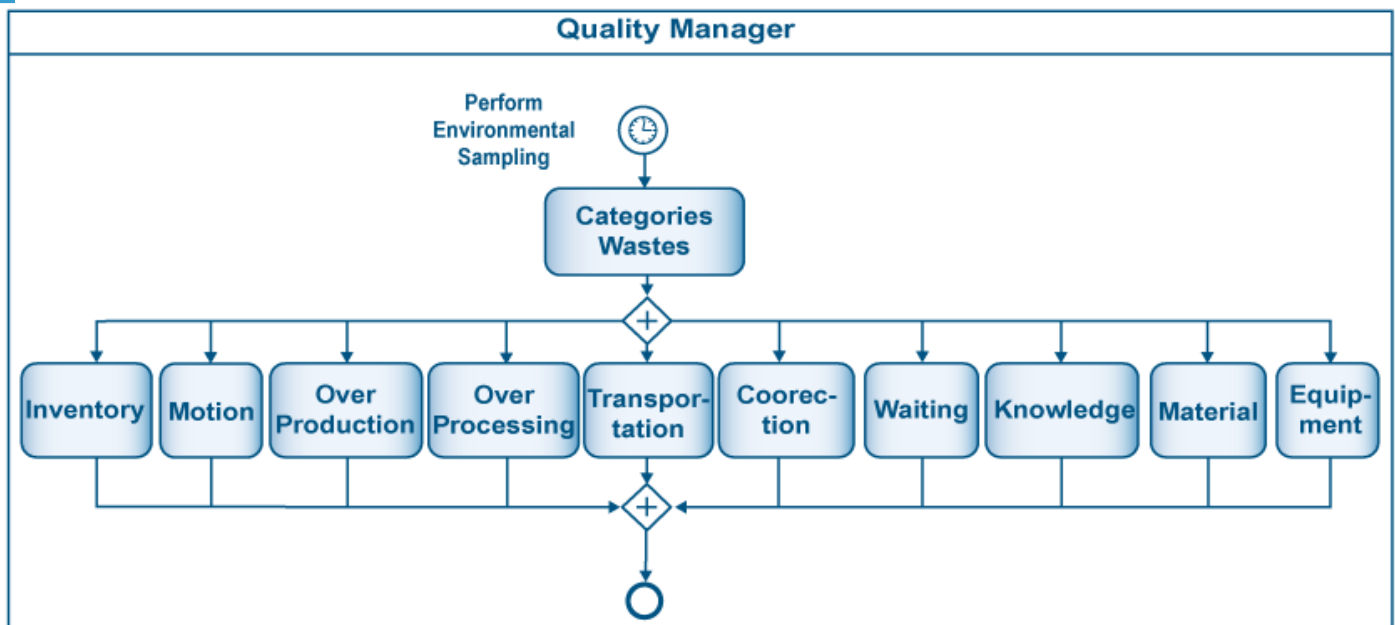 Quality Manager
Perform
Environmental
Sampling
Categories
Wastes
Inventory
Motion
Over
Production
Over
Processing
Transpor-
tation
Coorec-
tion
Waiting
Knowledge
Material
Equip-
ment